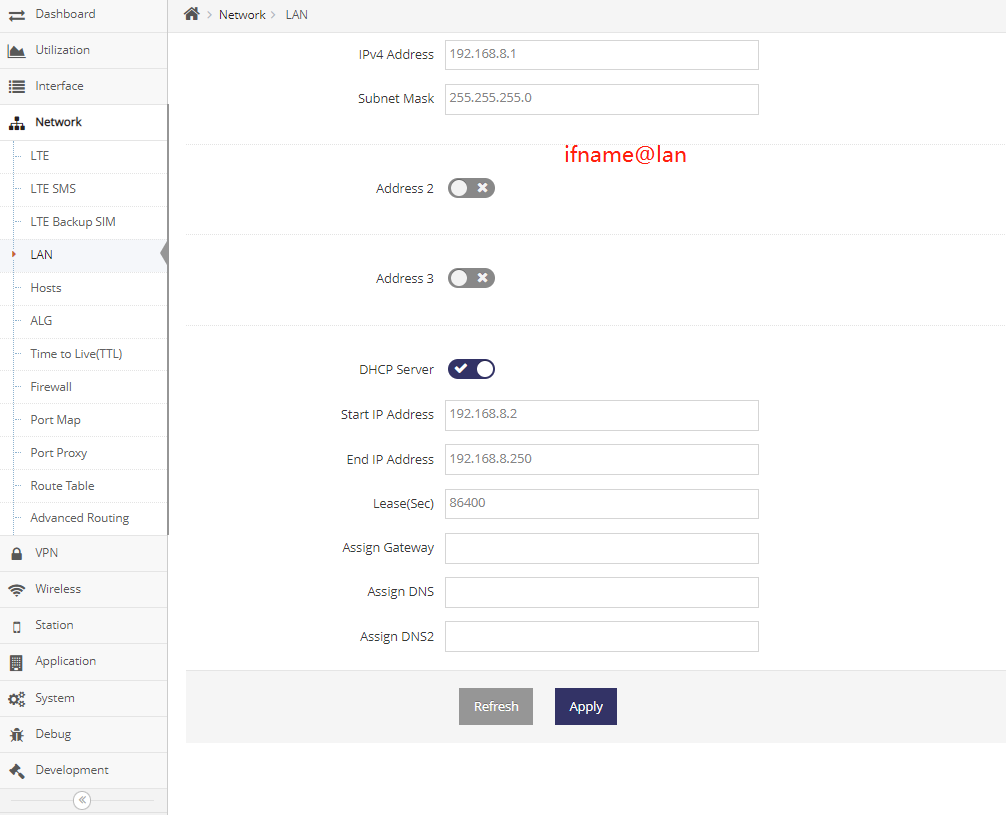 Dashboard
Utilization
Interface
Network
LTE
LTE SMS
LTE Backup SIM
LAN
Hosts
ALG
Time to Live(TTL)
Firewall
Port Map
Port Proxy
Route Table
Advanced Routing
VPN
Wireless
Station
Application
System
Debug
Development
Network LAN
IPv4 Address 192.168.8.1
Subnet Mask 255.255.255.0
ifname@lan
Address 2
Address 3
DHCP Server
Start IP Address 192.168.8.2
End IP Address 192.168.8.250
Lease(Sec) 86400
Assign Gateway
Assign DNS
Assign DNS2
Refresh Apply